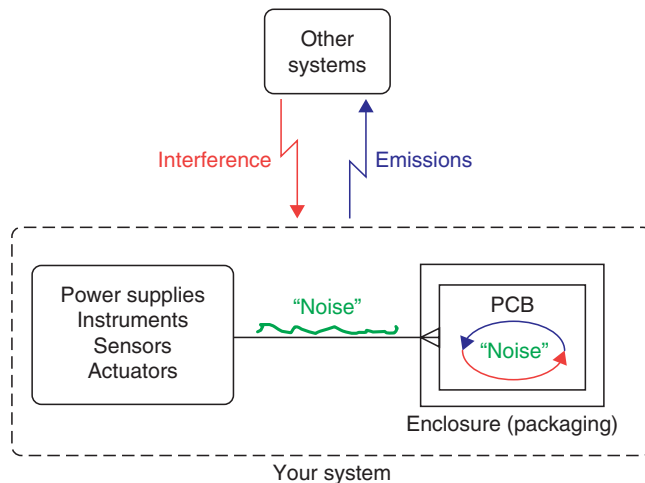 Other
systems
Interference
Emissions
Power supplies
Instruments
Sensors
Actuators
“Noise”
PCB
“Noise”
Enclosure (packaging)
Your system